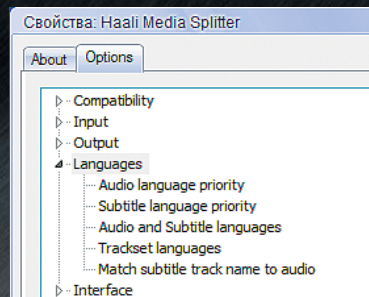 Свойства: Haali Media Splitter
About
Options
Compatibility
Input
Output
Languages
Audio language priority
Subtitle language priority
Audio and Subtitle languages
Trackset languages
Match subtitle track name to audio
Interface